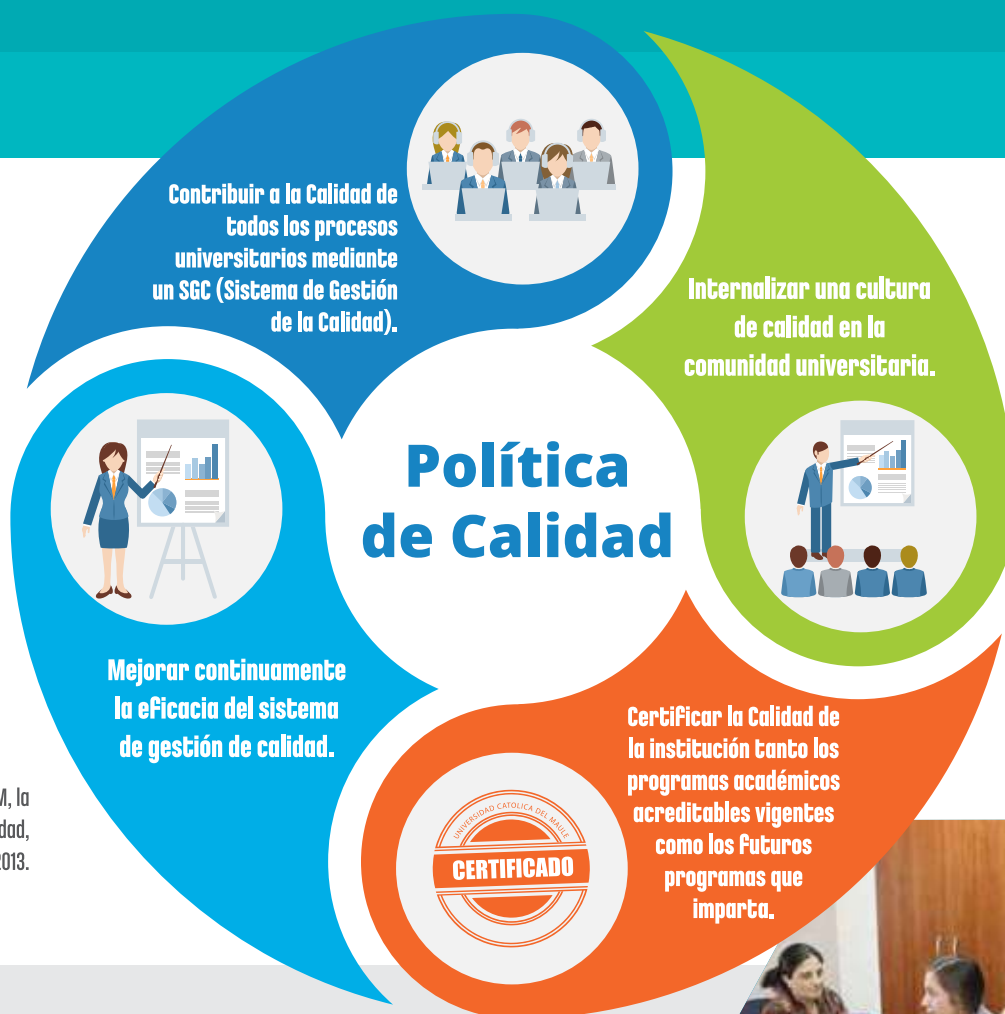 Contribuir a la Calidad de
todos los procesos
universitarios mediante
un SGC (Sistema de Gestión
de la Calidad).
Internalizar una cultura
de calidad en la
comunidad universitaria.
Política
de Calidad
Mejorar continuamente
la eficacia del sistema
de gestión de calidad.
Certificar la Calidad de
la institución tanto los
programas académicos
acreditables vigentes
como los futuros
programas que
imparta.
UNIVERSIDAD CATOLICA DEL MAULE
CERTIFICADO
M, la
dad,
2013.